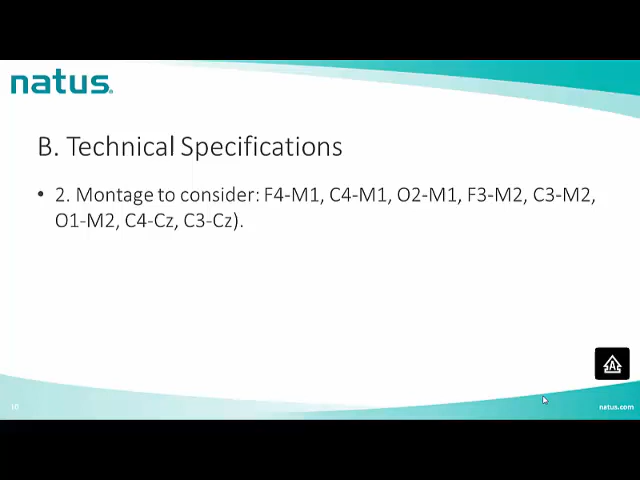 natus.
B. Technical Specifications
• 2. Montage to consider: F4-M1, C4-M1, O2-M1, F3-M2, C3-M2,
O1-M2, C4-Cz, C3-Cz).
A
10
natus.com